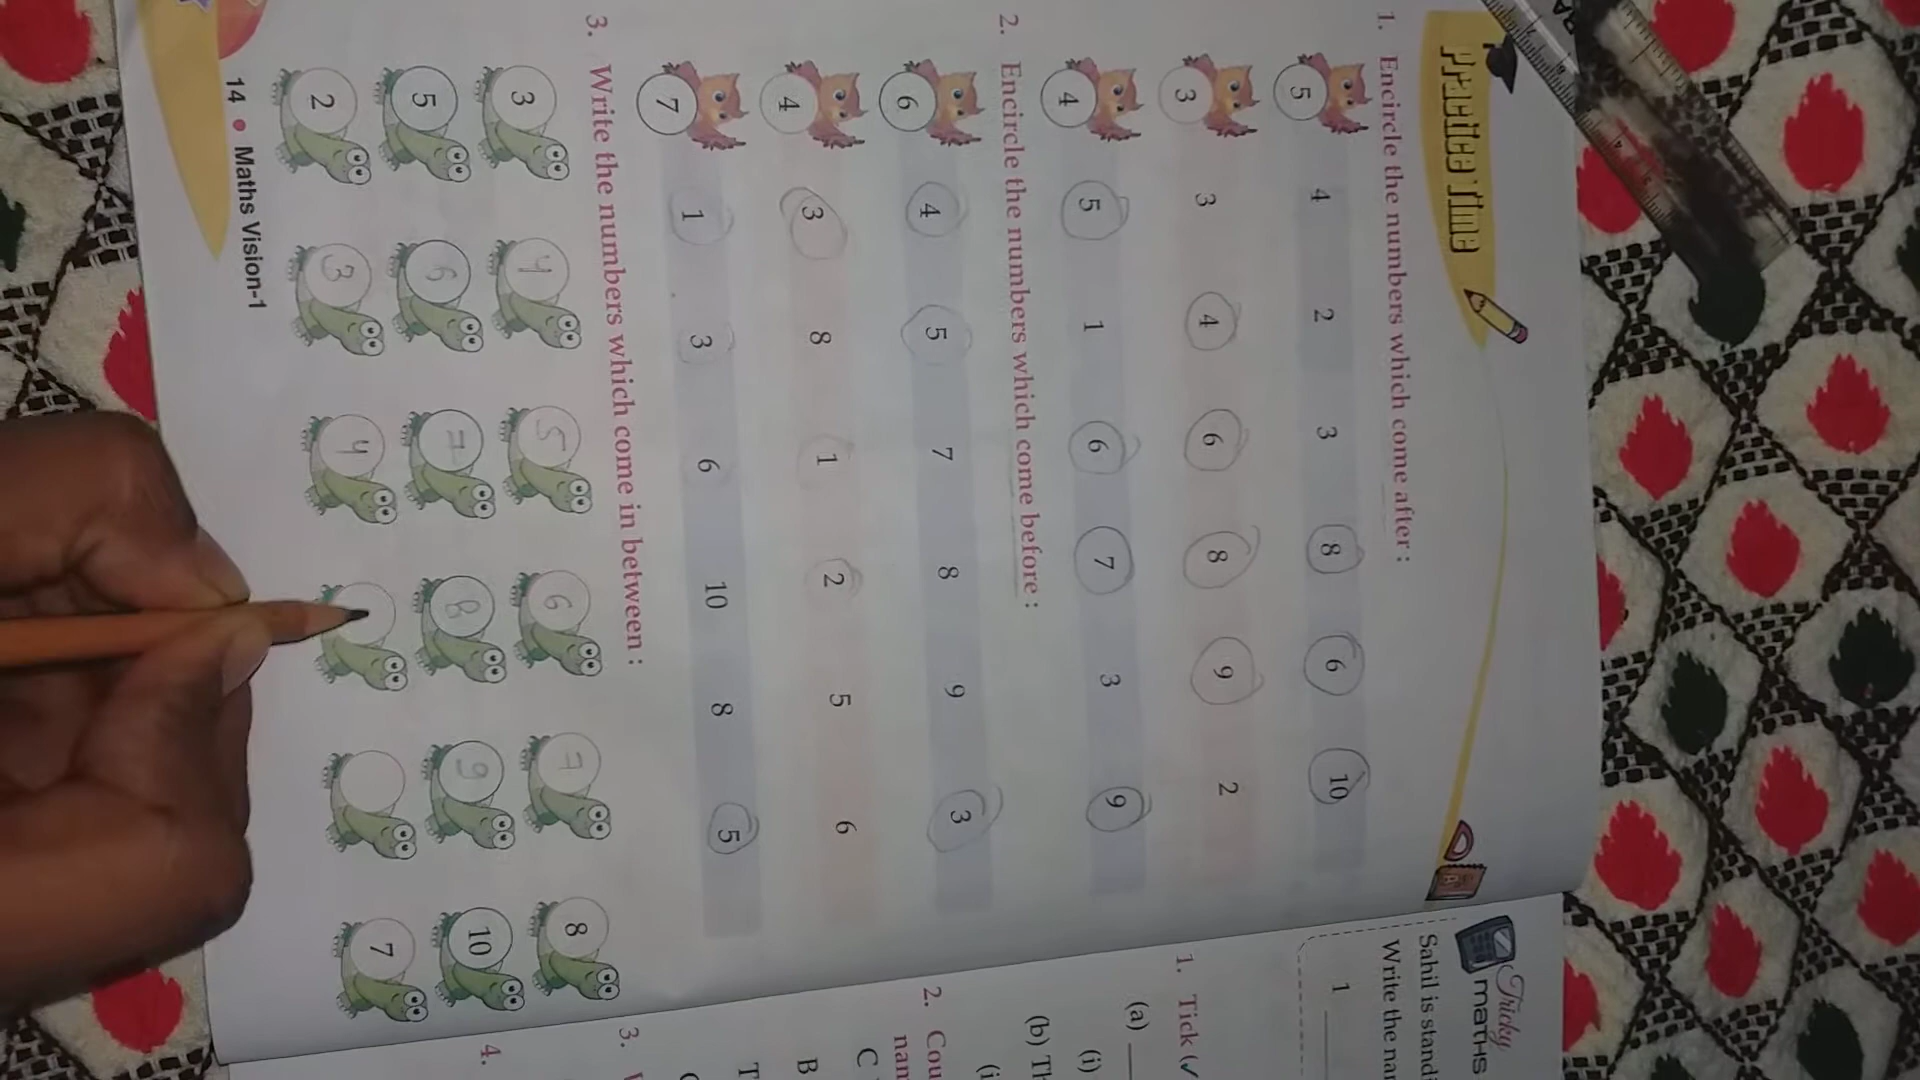 Practice Time
1. Encircle the numbers which come after :
5 4 2 3 8 6 10
3 3 4 6 8 9 2
4 5 1 6 7 3 9
2. Encircle the numbers which come before :
6 4 5 7 8 9 3
4 3 8 1 2 5 6
7 1 3 6 10 8 5
3. Write the numbers which come in between :
3 4 5 6 7 8
5 6 7 8 9 10
2 3 4 7
14 • Maths Vision-1
Tricky
maths
Sahil is
Write the
1
1. Tick (✓
(a)
(i)
(b)
2.
C
B
3.
4.